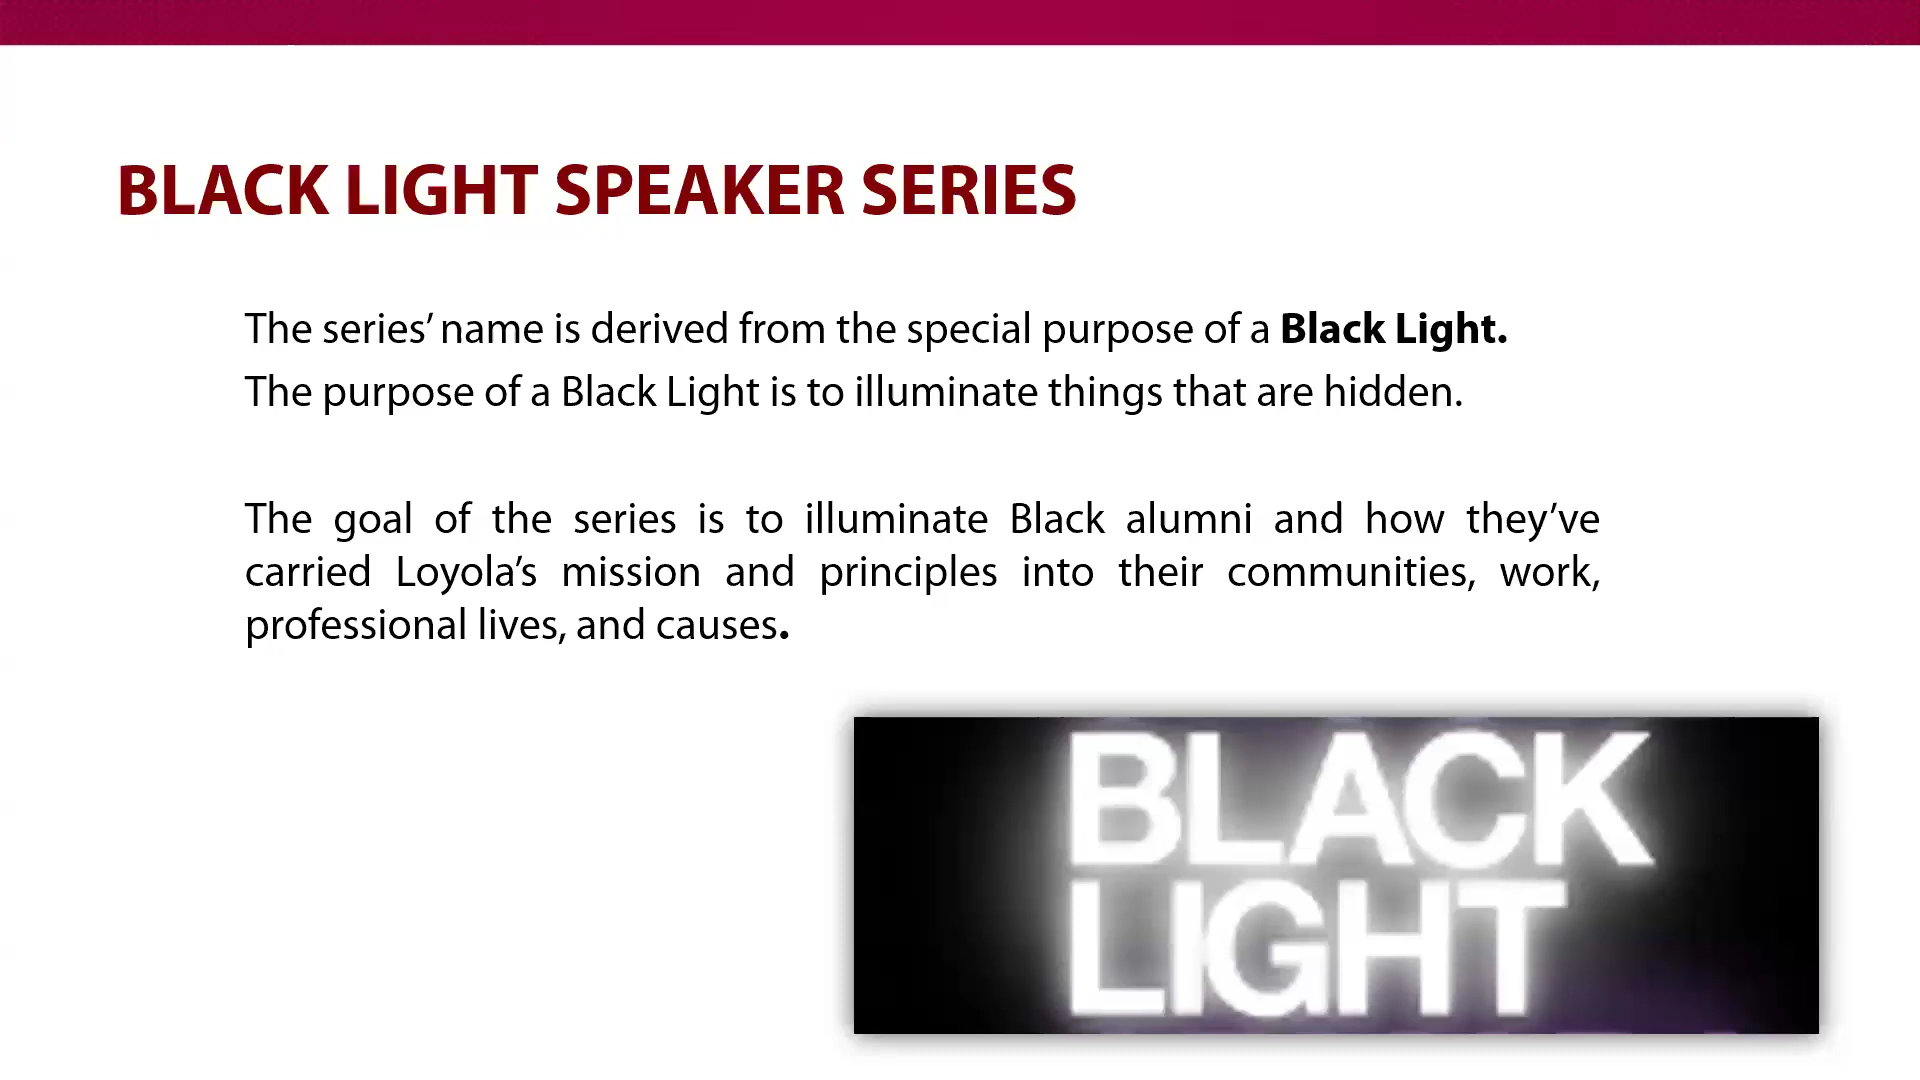 BLACK LIGHT SPEAKER SERIES
The series’ name is derived from the special purpose of a Black Light.
The purpose of a Black Light is to illuminate things that are hidden.
The goal of the series is to illuminate Black alumni and how they’ve
carried Loyola’s mission and principles into their communities, work,
professional lives, and causes.
BLACK
LIGHT